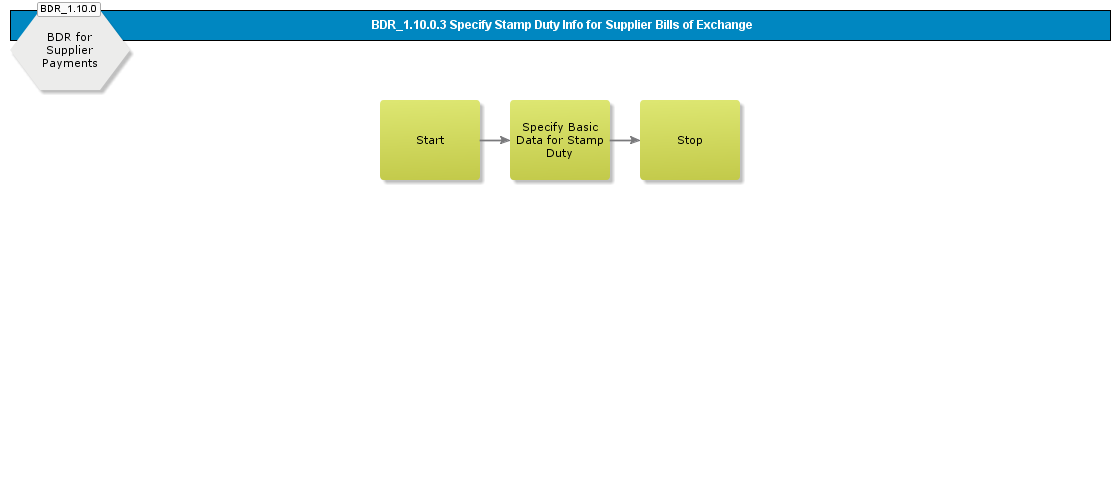 BDR_1.10.0
BDR_1.10.0.3 Specify Stamp Duty Info for Supplier Bills of Exchange
BDR for
Supplier
Payments
Start
Specify Basic
Data for Stamp
Duty
Stop